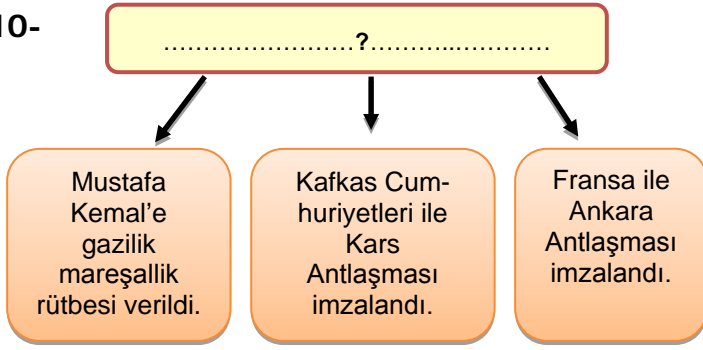 10-
……………………?………...…………
Mustafa
Kemal’e
gazilik
mareşallik
rütbesi verildi.
Kafkas Cum-
huriyetleri ile
Kars
Antlaşması
imzalandı.
Fransa ile
Ankara
Antlaşması
imzalandı.